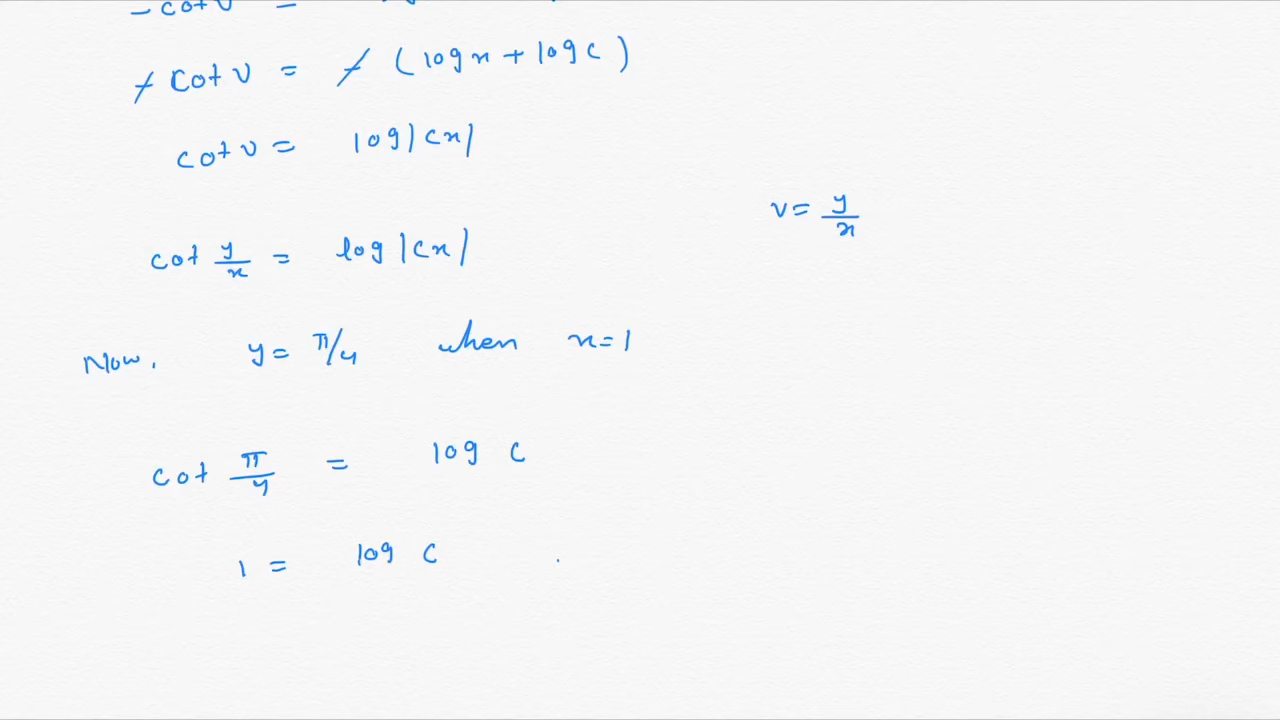 - cot v =
- cot v = - (log x + log c)
cot v = log|cx|
v = y/x
cot y/x = log|cx|
Now, y = π/4 when x=1
cot π/4 = log c
1 = log c